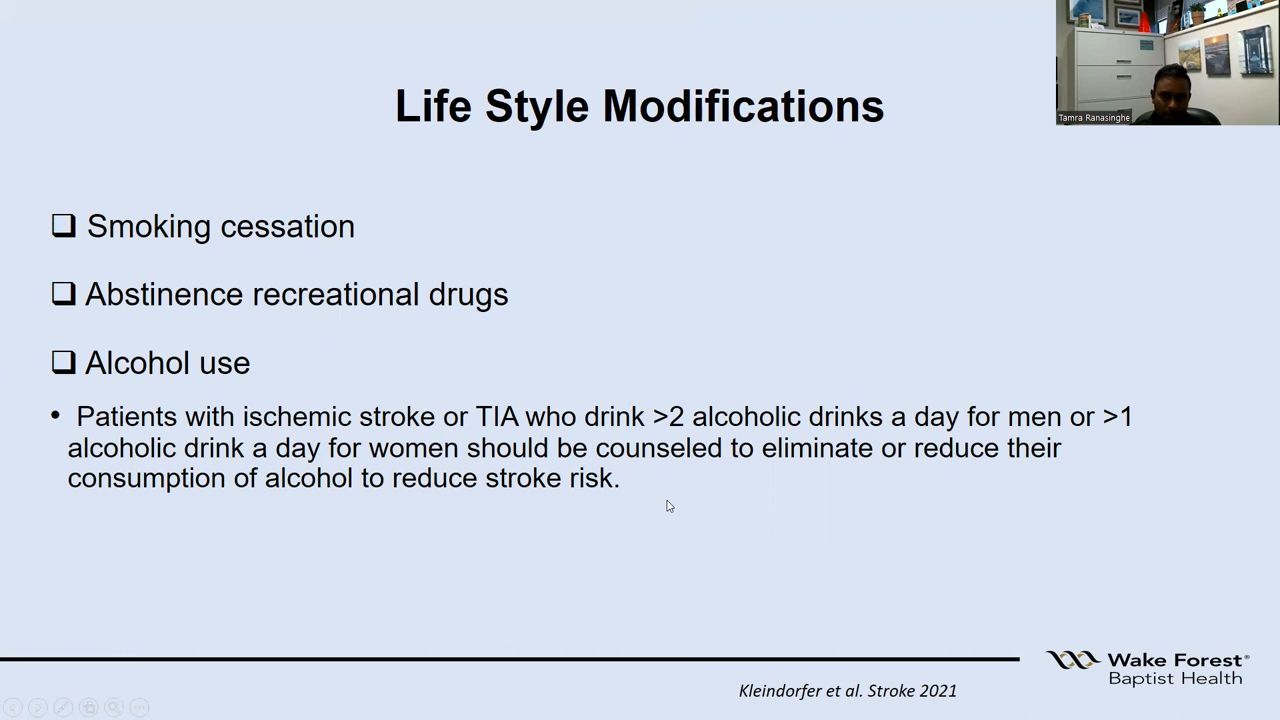 Life Style Modifications
Tamra Ranasinghe
❑ Smoking cessation
❑ Abstinence recreational drugs
❑ Alcohol use
• Patients with ischemic stroke or TIA who drink >2 alcoholic drinks a day for men or >1
alcoholic drink a day for women should be counseled to eliminate or reduce their
consumption of alcohol to reduce stroke risk.
Wake Forest®
Baptist Health
Kleindorfer et al. Stroke 2021